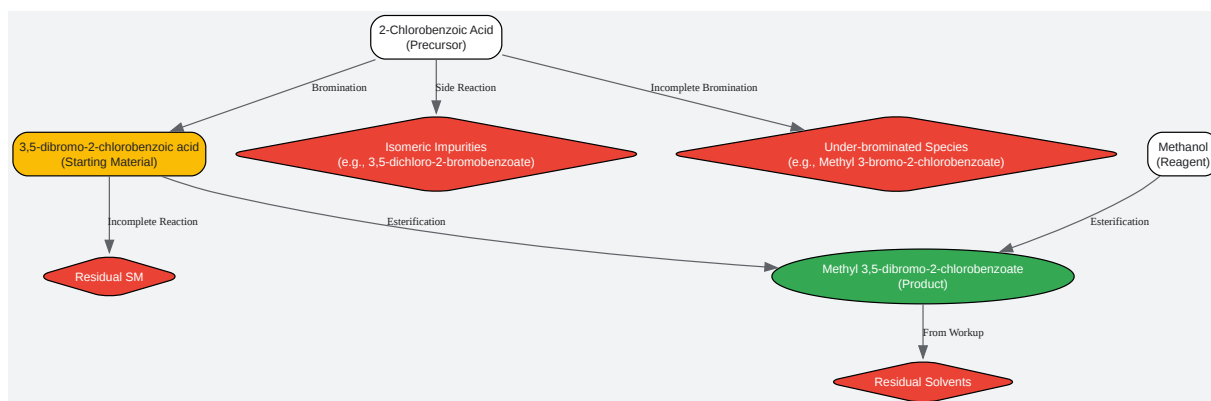 2-Chlorobenzoic Acid
(Precursor)
Bromination
Side Reaction
Incomplete Bromination
3,5-dibromo-2-chlorobenzoic acid
(Starting Material)
Isomeric Impurities
(e.g., 3,5-dichloro-2-bromobenzoate)
Under-brominated Species
(e.g., Methyl 3-bromo-2-chlorobenzoate)
Methanol
(Reagent)
Incomplete Reaction
Esterification
Esterification
Residual SM
Methyl 3,5-dibromo-2-chlorobenzoate
(Product)
From Workup
Residual Solvents